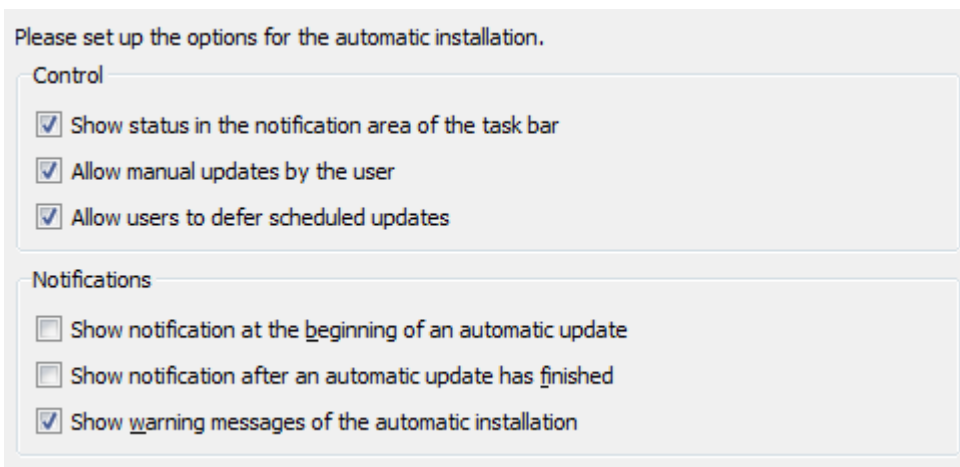 Please set up the options for the automatic installation.
Control
Show status in the notification area of the task bar
Allow manual updates by the user
Allow users to defer scheduled updates
Notifications
Show notification at the beginning of an automatic update
Show notification after an automatic update has finished
Show warning messages of the automatic installation